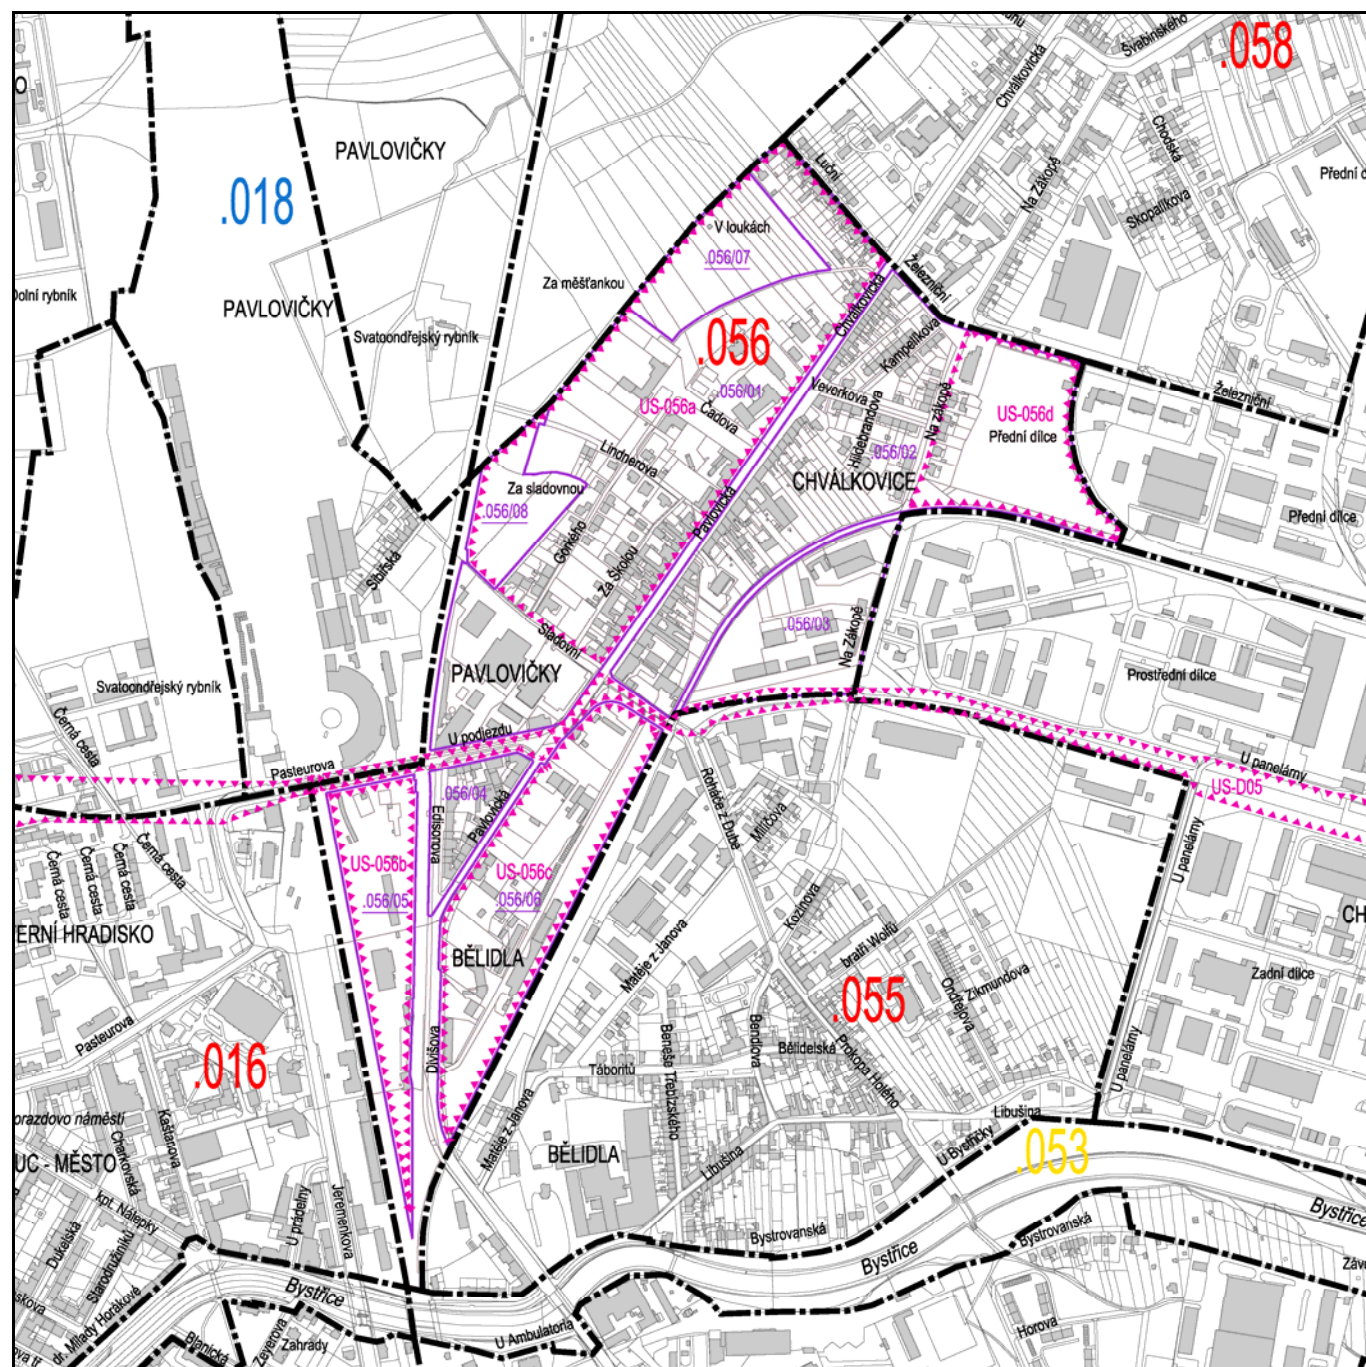 .058
Švabinského
Chválkovická
Chodská
Na Zákopě
Skopalíkova
PAVLOVIČKY
.018
Luční
V loukách
.056/07
Za měšťankou
Dolní rybník
PAVLOVIČKY
Svatoondřejský rybník
Železniční
Chválkovická
.056
Kampelíkova
.056/01
US-056a
Čadova
Veverkova
Hildebrandova
Na zákopě
US-056d
Přední dílce
Železniční
Lindnerova
.056/02
CHVÁLKOVICE
Za sladovnou
.056/08
Pavlovická
Gorkého
Za Školou
Sibiřská
Přední dílce
.056/03
Sladovní
Na Zákopě
PAVLOVIČKY
Prostřední dílce
Svatoondřejský rybník
Černá cesta
U podjezdu
Pasteurova
U panelárny
US-D05
.056/04
Edisonova
Pavlovická
Roháče z Dubé
Milíčova
U panelárny
Černá cesta
Černá cesta
Černá cesta
Černá cesta
US-056b
.056/05
US-056c
.056/06
Kozinova
ERNÍ HRADISKO
bratří Wolfů
BĚLIDLA
Matěje z Janova
Ondřejova
Zikmundova
Zadní dílce
.055
Pasteurova
.016
Divišova
Benešе Třebízského
Bendlova
Bělidelská
Prokopa Holého
Táboritů
U panelárny
orazdovo náměstí
Kaštanova
Charkovská
UC - MĚSTO
Matěje z Janova
BĚLIDLA
Libušina
Libušina
U Bystřičky
.053
kpt. Nálepky
Dukelská
Starodružiníků
U prádelny
Jeremenkova
Bystrovanská
Bystřice
Bystrovanská
Bystřice
Bystřice
dr. Milady Horákové
Blanická
Zeyerova
Zahrady
U Ambulatoria
Horova